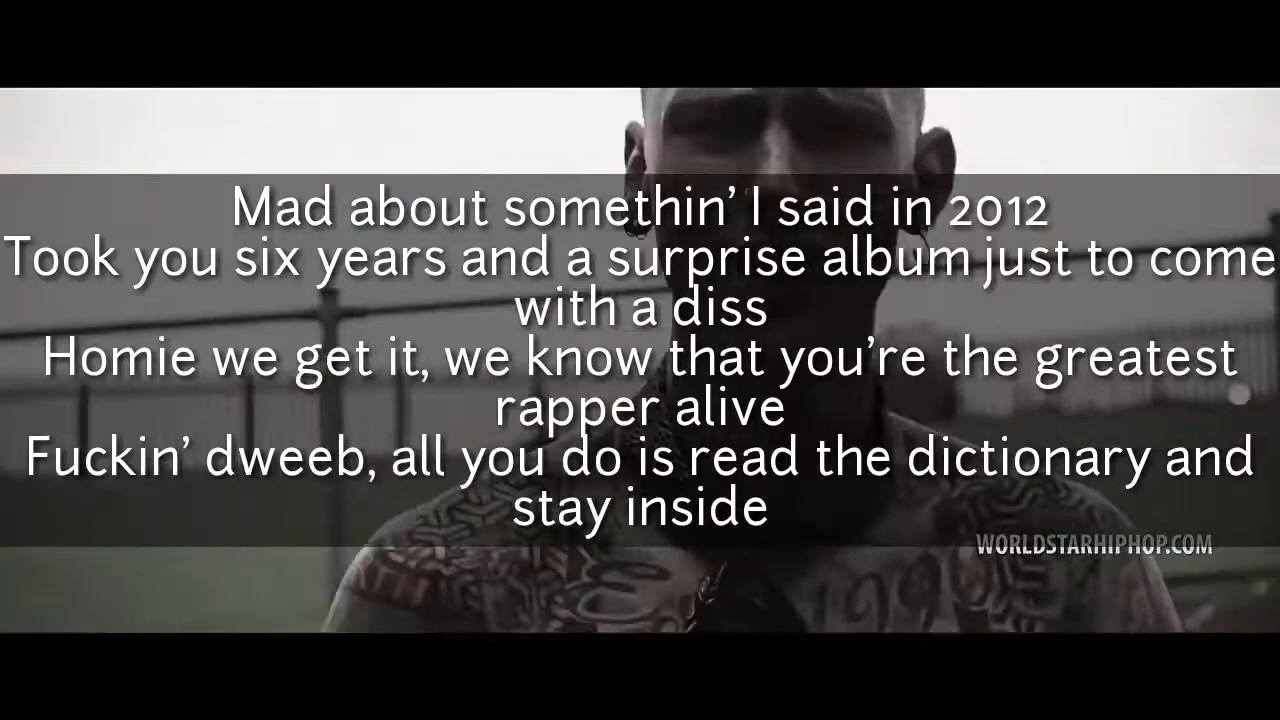 Mad about somethin' I said in 2012
Took you six years and a surprise album just to come
with a diss
Homie we get it, we know that you're the greatest
rapper alive
Fuckin' dweeb, all you do is read the dictionary and
stay inside
WORLDSTARHIPHOP.COM